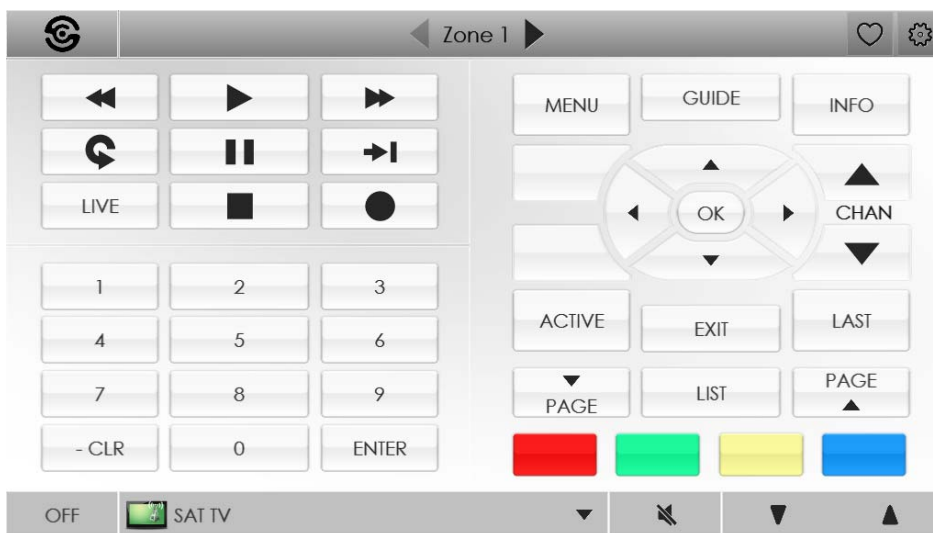 Zone 1
MENU
GUIDE
INFO
LIVE
OK
CHAN
1
2
3
4
5
6
7
8
9
- CLR
0
ENTER
ACTIVE
EXIT
LAST
PAGE
LIST
PAGE
OFF
SAT TV